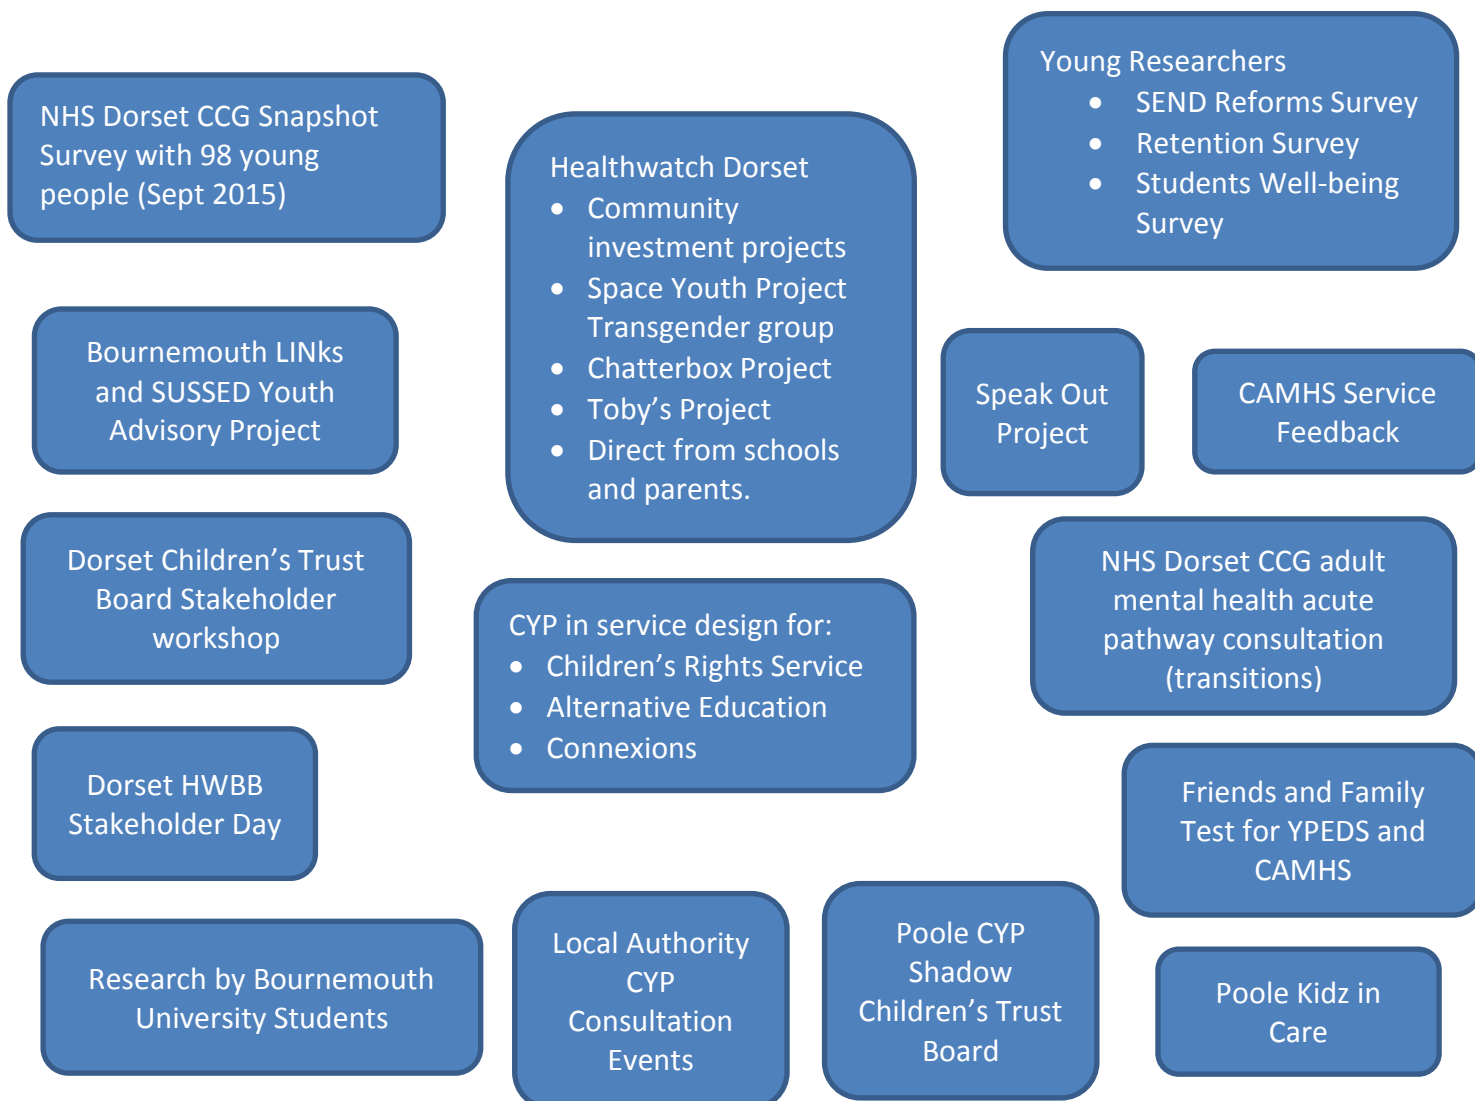 NHS Dorset CCG Snapshot
Survey with 98 young
people (Sept 2015)
Healthwatch Dorset
• Community
investment projects
• Space Youth Project
Transgender group
• Chatterbox Project
• Toby’s Project
• Direct from schools
and parents.
Young Researchers
• SEND Reforms Survey
• Retention Survey
• Students Well-being
Survey
Bournemouth LINks
and SUSSED Youth
Advisory Project
Speak Out
Project
CAMHS Service
Feedback
Dorset Children’s Trust
Board Stakeholder
workshop
CYP in service design for:
• Children’s Rights Service
• Alternative Education
• Connexions
NHS Dorset CCG adult
mental health acute
pathway consultation
(transitions)
Dorset HWBB
Stakeholder Day
Friends and Family
Test for YPEDS and
CAMHS
Research by Bournemouth
University Students
Local Authority
CYP
Consultation
Events
Poole CYP
Shadow
Children’s Trust
Board
Poole Kidz in
Care